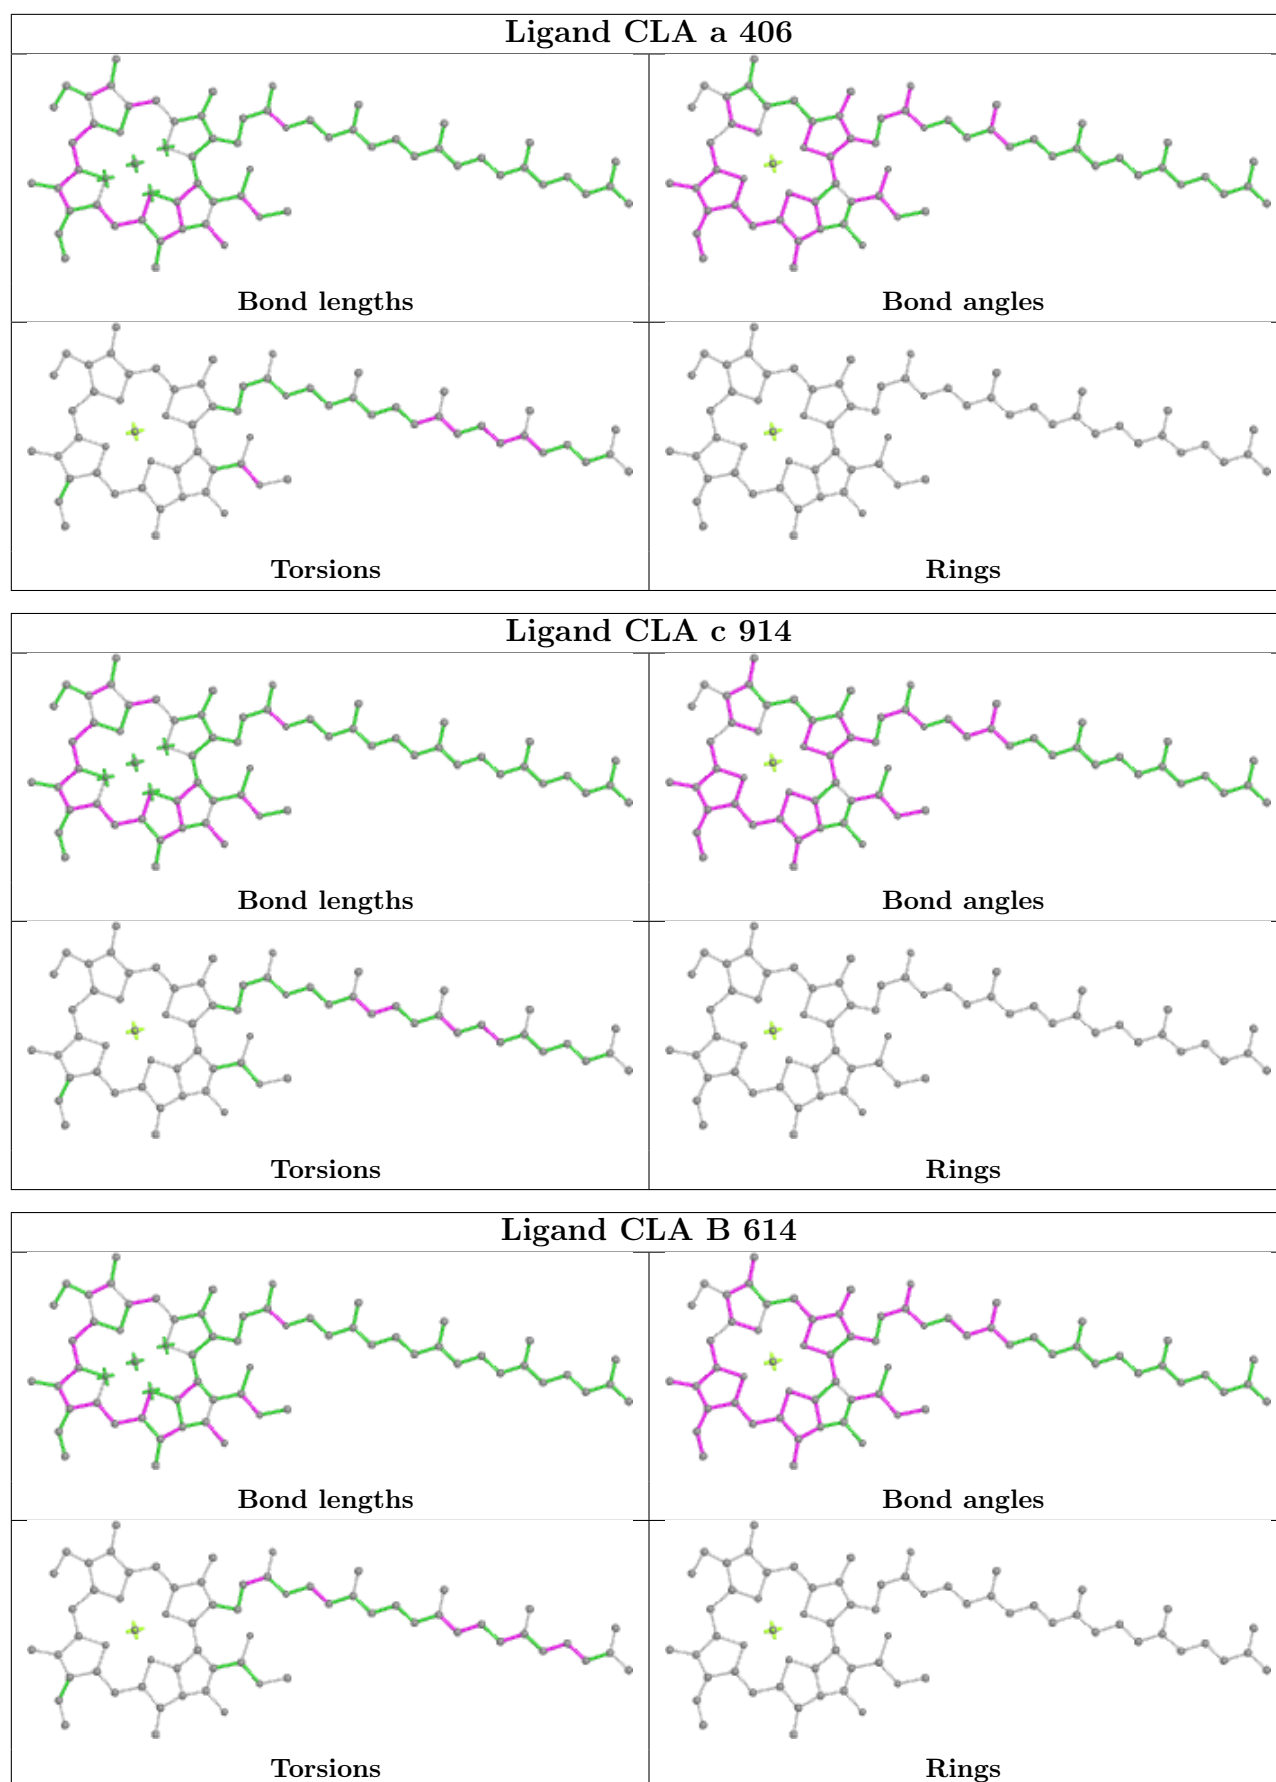 Ligand CLA a 406
Bond lengths
Bond angles
Torsions
Rings
Ligand CLA c 914
Bond lengths
Bond angles
Torsions
Rings
Ligand CLA B 614
Bond lengths
Bond angles
Torsions
Rings